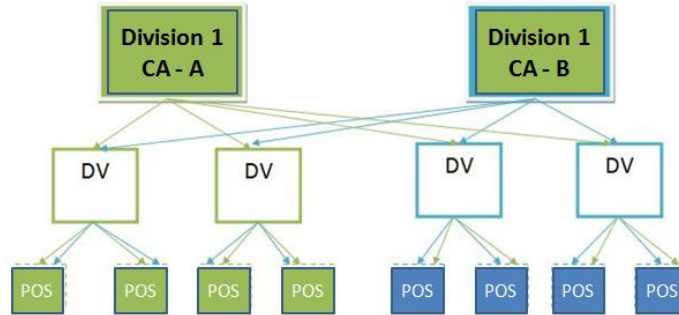 Division 1
CA - A
Division 1
CA - B
DV
DV
DV
DV
POS
POS
POS
POS
POS
POS
POS
POS